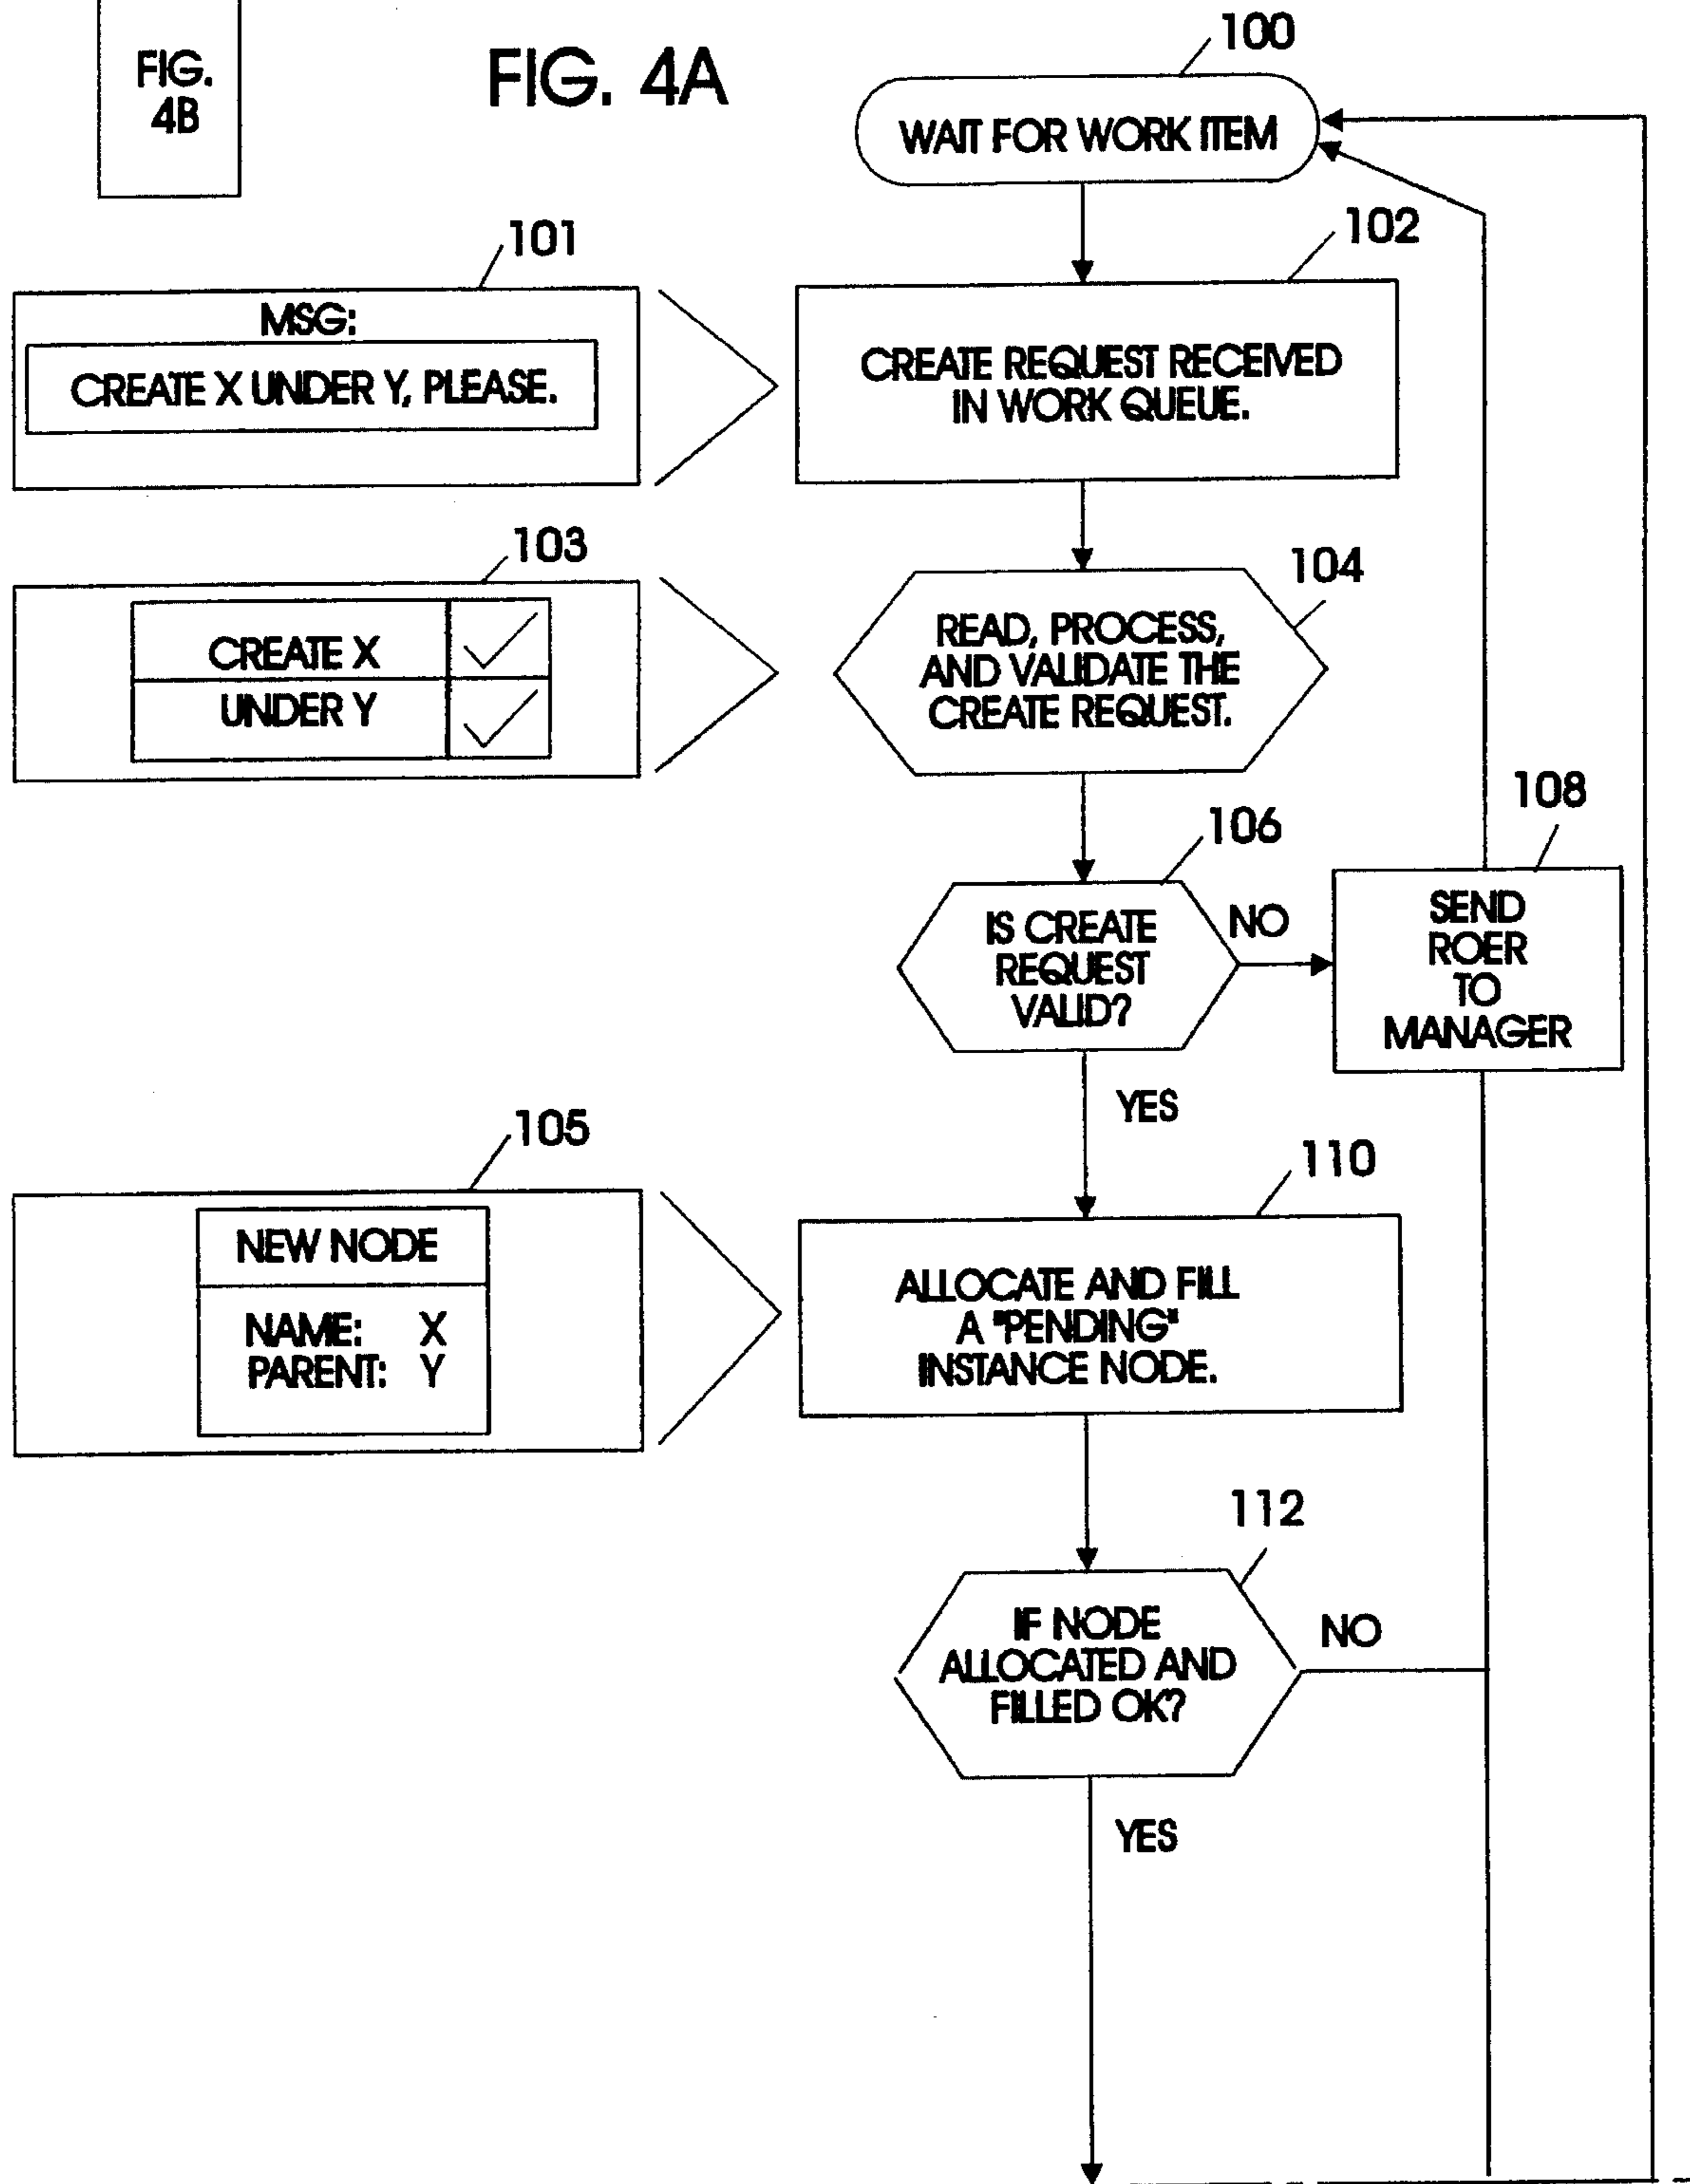 FIG.
4B
FIG. 4A
100
WAIT FOR WORK ITEM
101
MSG:
CREATE X UNDER Y, PLEASE.
102
CREATE REQUEST RECEIVED
IN WORK QUEUE.
103
CREATE X
UNDER Y
104
READ, PROCESS,
AND VALIDATE THE
CREATE REQUEST.
106
IS CREATE
REQUEST
VALID?
NO
108
SEND
ROER
TO
MANAGER
YES
105
NEW NODE
NAME: X
PARENT: Y
110
ALLOCATE AND FILL
A "PENDING"
INSTANCE NODE.
112
IF NODE
ALLOCATED AND
FILLED OK?
NO
YES